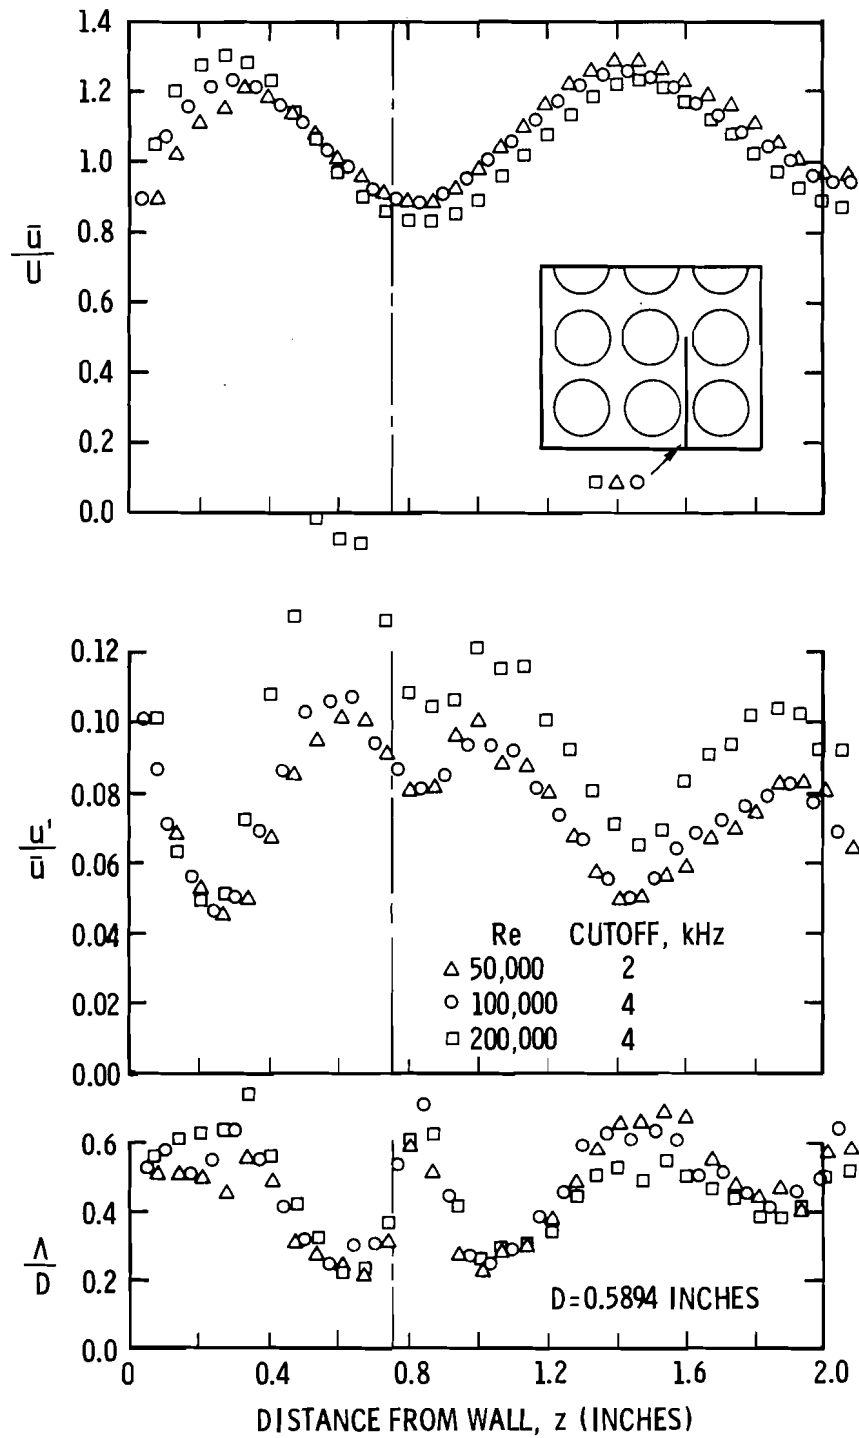 1.4
1.2
1.0
0.8
0.6
0.4
0.2
0.0
ū
U
0.12
0.10
0.08
0.06
0.04
0.02
0.00
u'
ū
Re CUTOFF, kHz
△ 50,000 2
○ 100,000 4
□ 200,000 4
0.6
0.4
0.2
0.0
Λ
D
D=0.5894 INCHES
0 0.4 0.8 1.2 1.6 2.0
DISTANCE FROM WALL, z (INCHES)